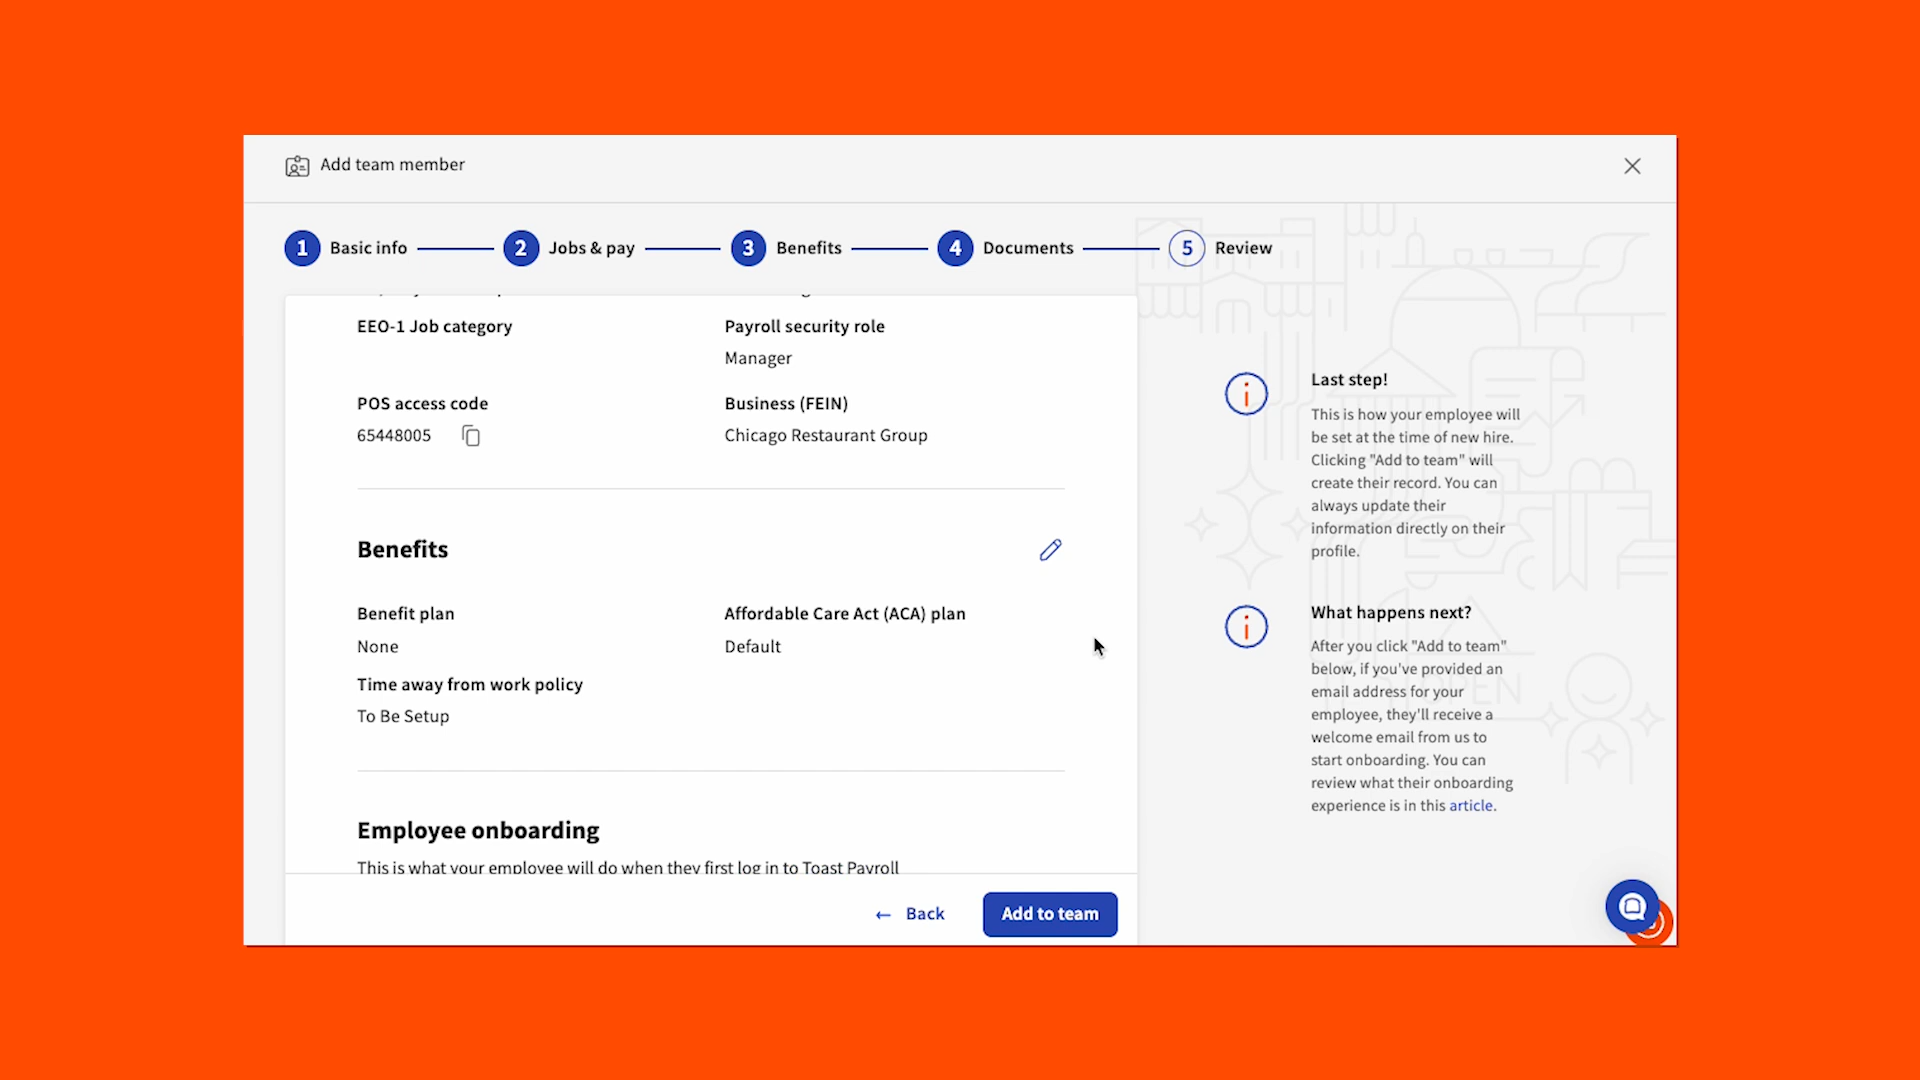 Add team member
1 Basic info 2 Jobs & pay 3 Benefits 4 Documents 5 Review
EEO-1 Job category
Payroll security role
Manager
POS access code
65448005
Business (FEIN)
Chicago Restaurant Group
Benefits
Benefit plan
None
Affordable Care Act (ACA) plan
Default
Time away from work policy
To Be Setup
Employee onboarding
This is what your employee will do when they first log in to Toast Payroll
← Back
Add to team
Last step!
This is how your employee will
be set at the time of new hire.
Clicking "Add to team" will
create their record. You can
always update their
information directly on their
profile.
What happens next?
After you click "Add to team"
below, if you've provided an
email address for your
employee, they'll receive a
welcome email from us to
start onboarding. You can
review what their onboarding
experience is in this article.
OPEN